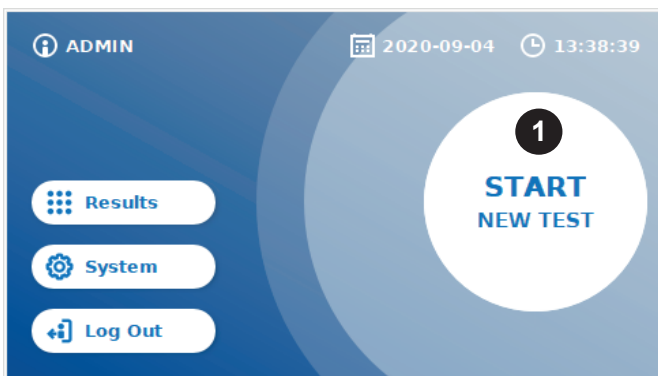 ADMIN
2020-09-04
13:38:39
1
START
NEW TEST
Results
System
Log Out